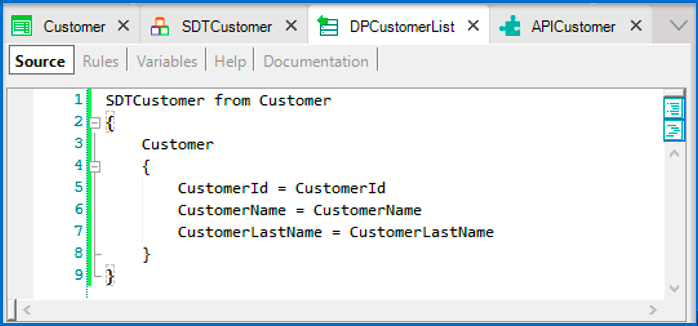 Customer SDTCustomer DPCustomerList APICustomer
Source Rules Variables Help Documentation
1 SDTCustomer from Customer
2 {
3 Customer
4 {
5 CustomerId = CustomerId
6 CustomerName = CustomerName
7 CustomerLastName = CustomerLastName
8 }
9 }